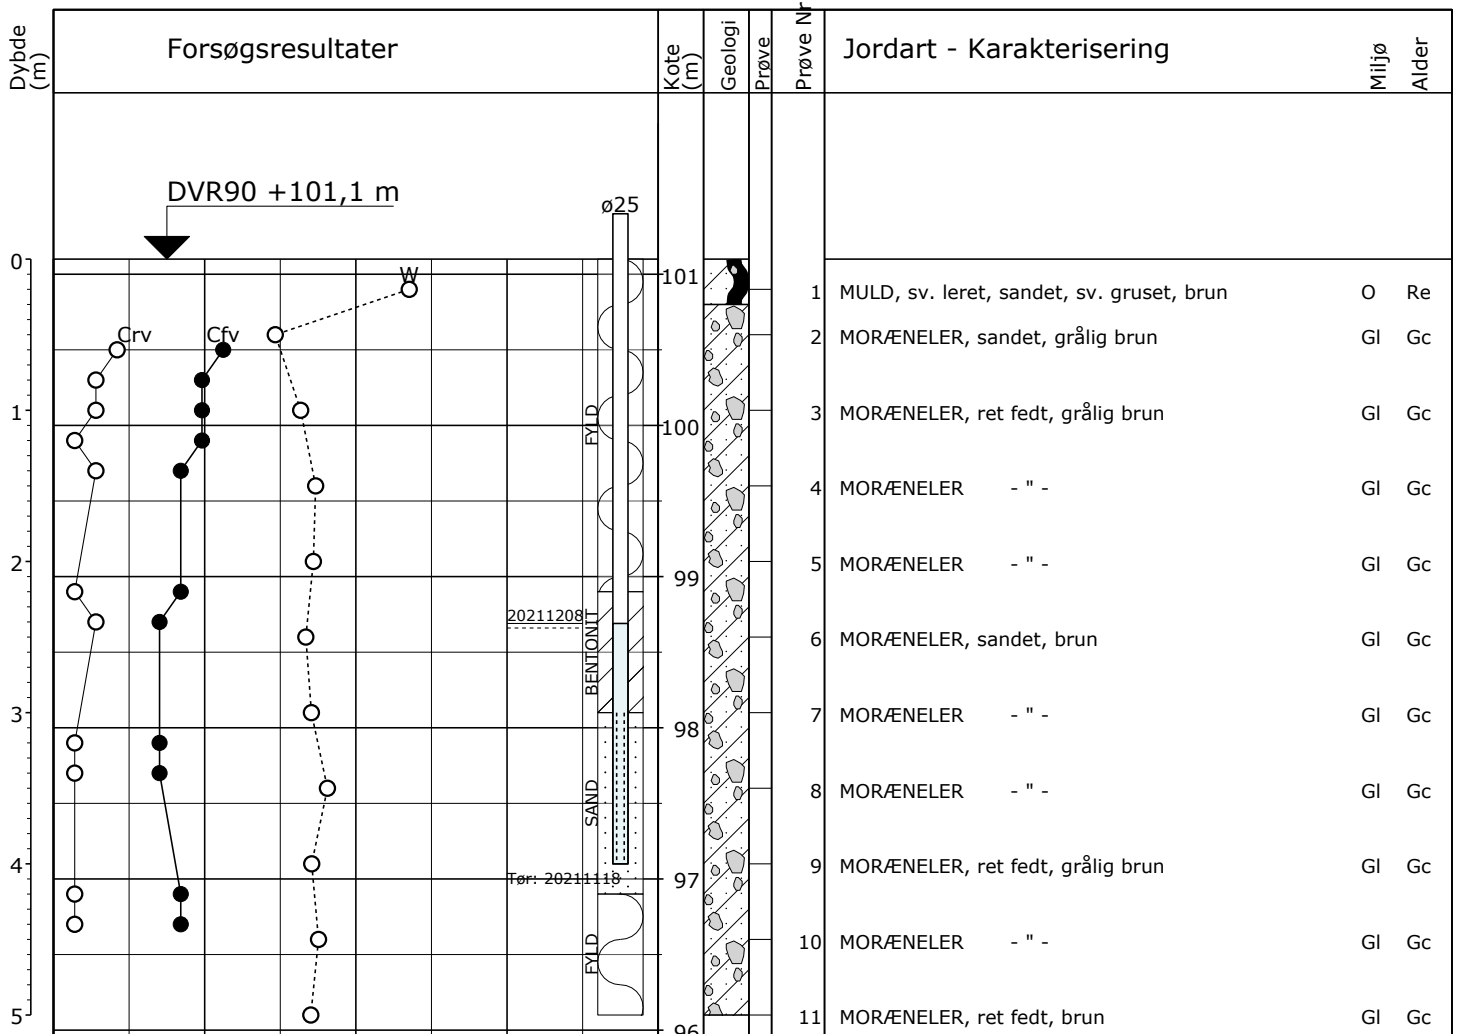 Dybde (m)
Forsøgsresultater
Kote (m)
Geologi
Prøve
Prøve Nr
Jordart - Karakterisering
Miljø
Alder
DVR90 +101,1 m
ø25
0
W
101
1 MULD, sv. leret, sandet, sv. gruset, brun O Re
Crv
Cfv
2 MORÆNELER, sandet, grålig brun Gl Gc
1
FYLD
100
3 MORÆNELER, ret fedt, grålig brun Gl Gc
4 MORÆNELER - " - Gl Gc
2
99
5 MORÆNELER - " - Gl Gc
20211208
BENTONIT
6 MORÆNELER, sandet, brun Gl Gc
3
98
7 MORÆNELER - " - Gl Gc
SAND
8 MORÆNELER - " - Gl Gc
4
Tør: 20211118
97
9 MORÆNELER, ret fedt, grålig brun Gl Gc
FYLD
10 MORÆNELER - " - Gl Gc
5
96
11 MORÆNELER, ret fedt, brun Gl Gc